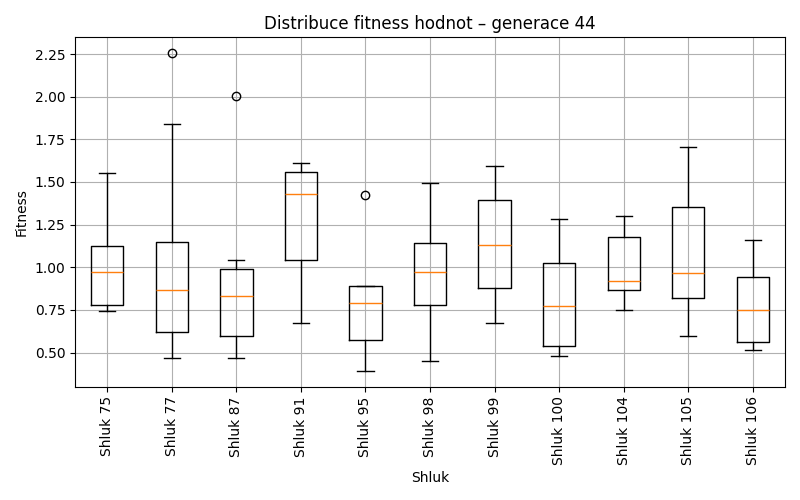 Distribuce fitness hodnot – generace 44
Fitness
2.25
2.00
1.75
1.50
1.25
1.00
0.75
0.50
Shluk 75
Shluk 77
Shluk 87
Shluk 91
Shluk 95
Shluk 98
Shluk 99
Shluk 100
Shluk 104
Shluk 105
Shluk 106
Shluk